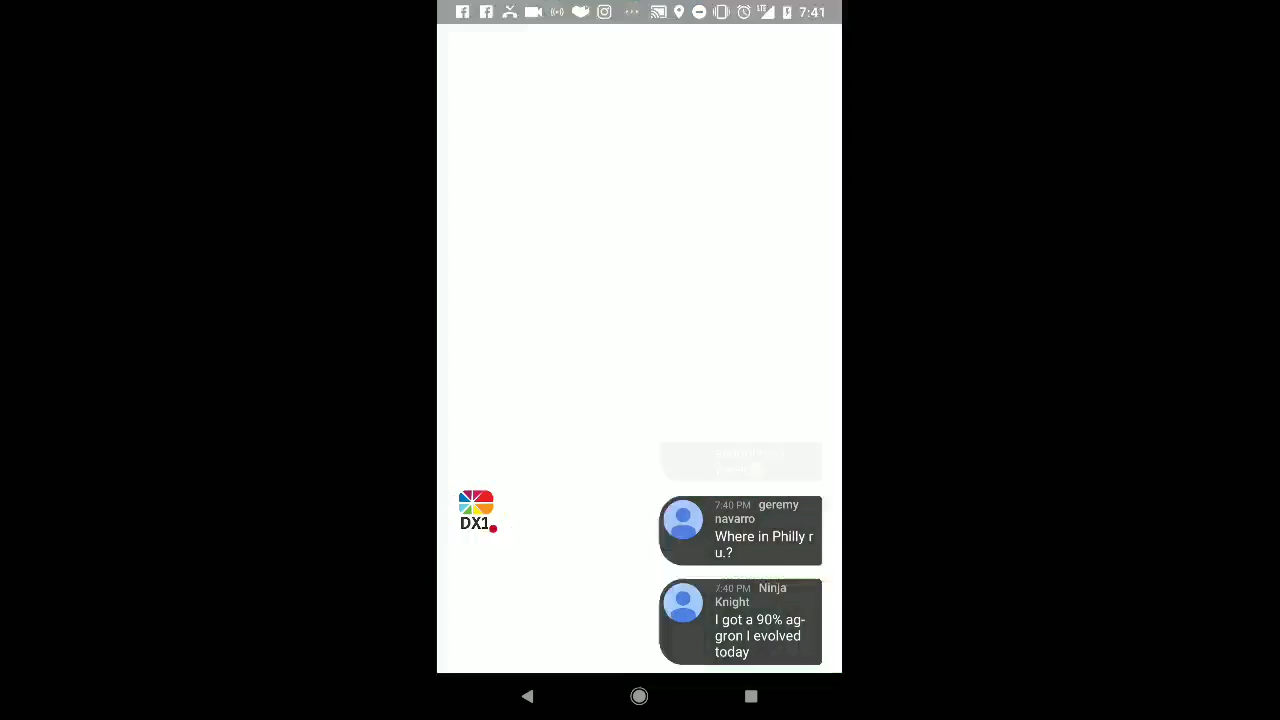 LTE 7:41
DX1
7:40 PM geremy
navarro
Where in Philly r
u.?
7:40 PM Ninja
Knight
I got a 90% ag-
gron I evolved
today